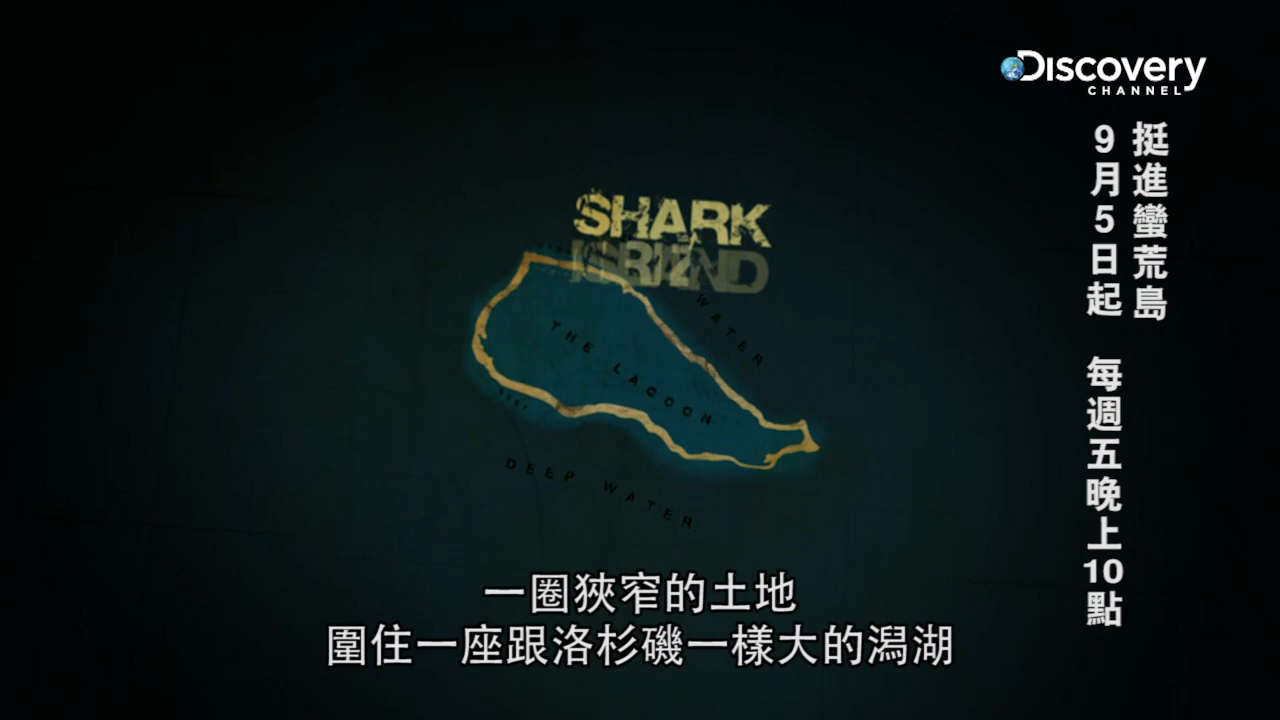 Discovery
CHANNEL
挺進蠻荒島
9月5日起 每週五晚上10點
SHARK
WATER
THE LAGOON
DEEP WATER
一圈狹窄的土地
圍住一座跟洛杉磯一樣大的潟湖